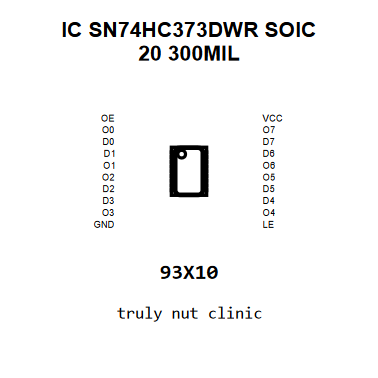 IC SN74HC373DWR SOIC
20 300MIL
OE VCC
O0 O7
D0 D7
D1 D6
O1 O6
O2 O5
D2 D5
D3 D4
O3 O4
GND LE
93X10
truly nut clinic